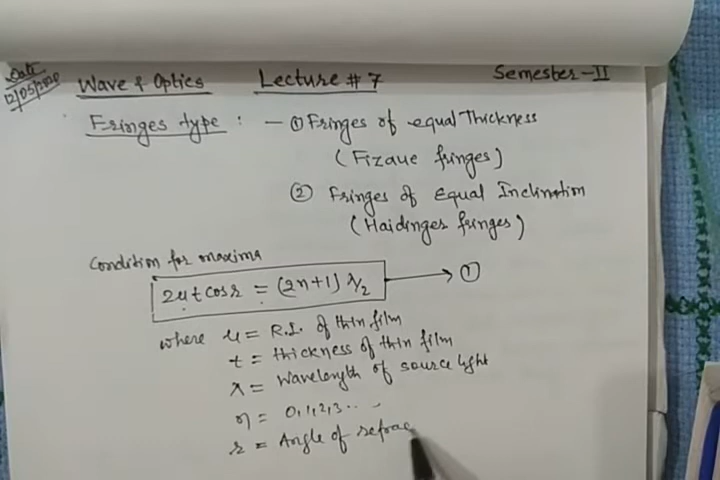 Date
12/05/2020
Wave & Optics Lecture # 7 Semester-II
Fringes type : - ① Fringes of equal Thickness
(Fizaue fringes)
② Fringes of Equal Inclination
(Haidinges fringes)
Condition for maxima
2μt cosr = (2n+1) λ/2 → ①
where μ = R.I. of thin film
t = thickness of thin film
λ = Wavelength of source light
n = 0,1,2,3...
r = Angle of refrac